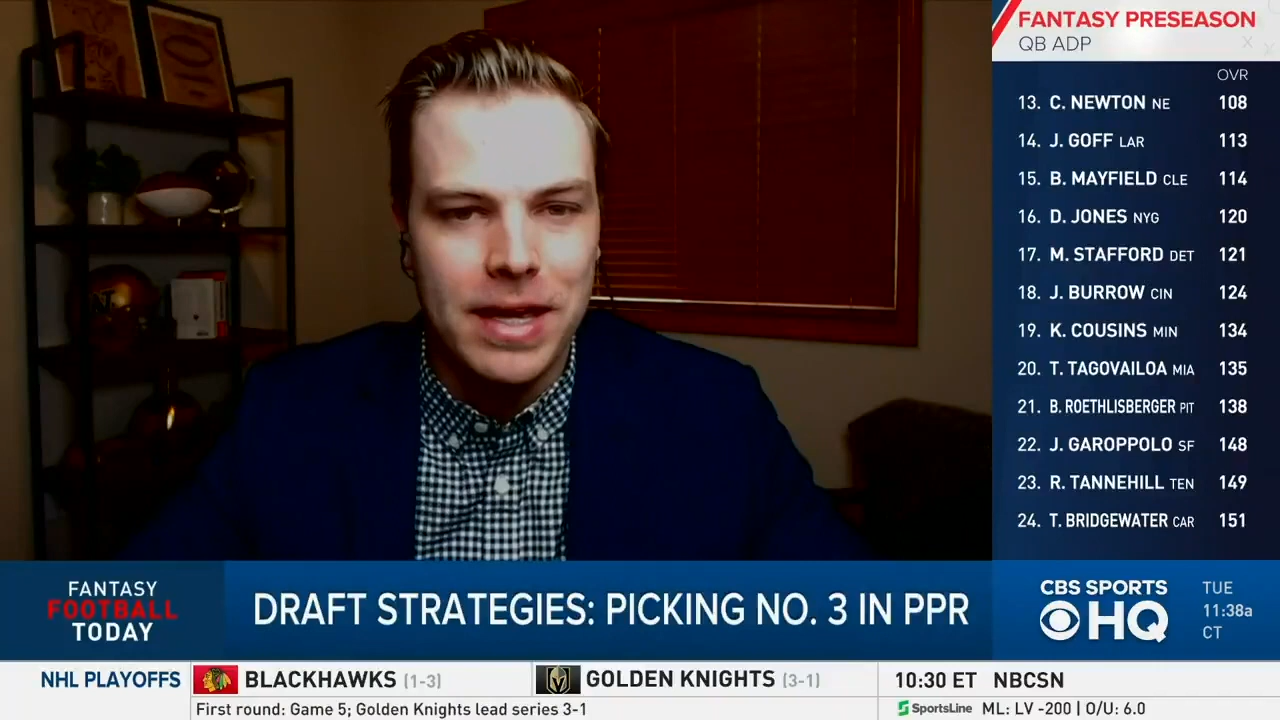 FANTASY PRESEASON
QB ADP
OVR
13. C. NEWTON NE 108
14. J. GOFF LAR 113
15. B. MAYFIELD CLE 114
16. D. JONES NYG 120
17. M. STAFFORD DET 121
18. J. BURROW CIN 124
19. K. COUSINS MIN 134
20. T. TAGOVAILOA MIA 135
21. B. ROETHLISBERGER PIT 138
22. J. GAROPPOLO SF 148
23. R. TANNEHILL TEN 149
24. T. BRIDGEWATER CAR 151
FANTASY
FOOTBALL
TODAY
DRAFT STRATEGIES: PICKING NO. 3 IN PPR
CBS SPORTS
HQ
TUE
11:38a
CT
NHL PLAYOFFS
BLACKHAWKS (1-3)
GOLDEN KNIGHTS (3-1)
10:30 ET NBCSN
First round: Game 5; Golden Knights lead series 3-1
SportsLine ML: LV -200 | O/U: 6.0